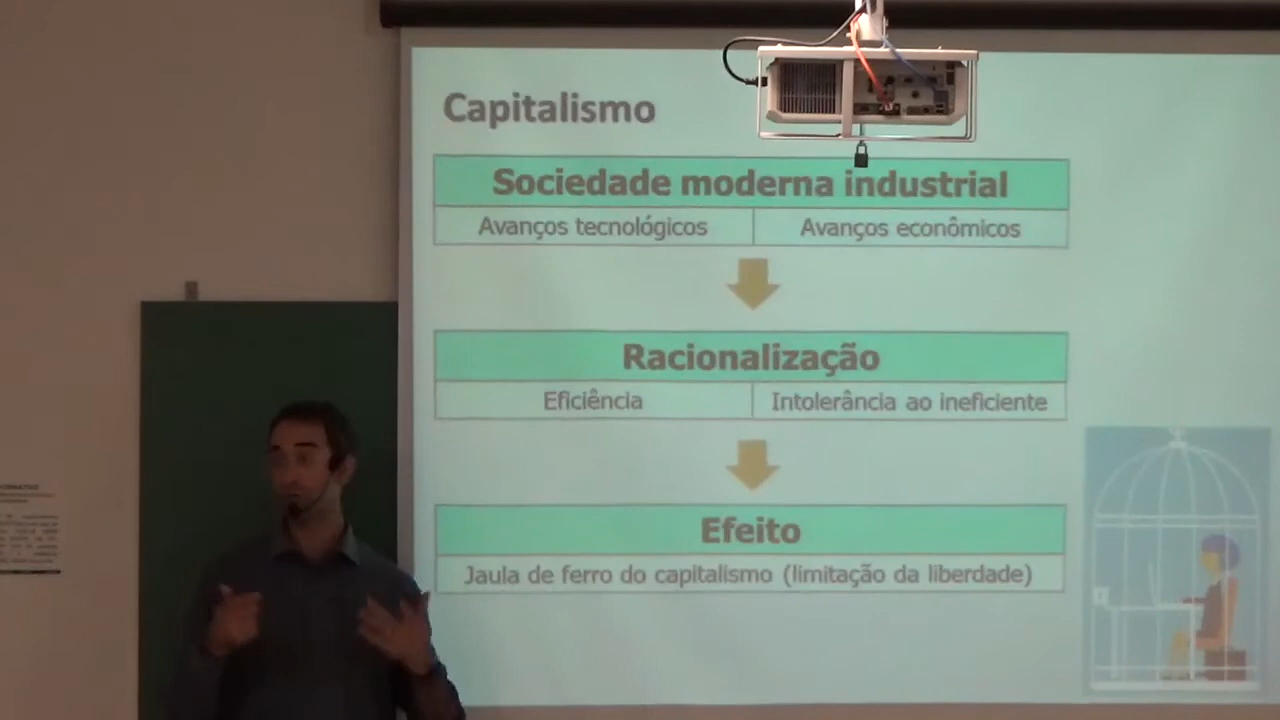 Capitalismo
Sociedade moderna industrial
Avanços tecnológicos
Avanços econômicos
Racionalização
Eficiência
Intolerância ao ineficiente
Efeito
Jaula de ferro do capitalismo (limitação da liberdade)